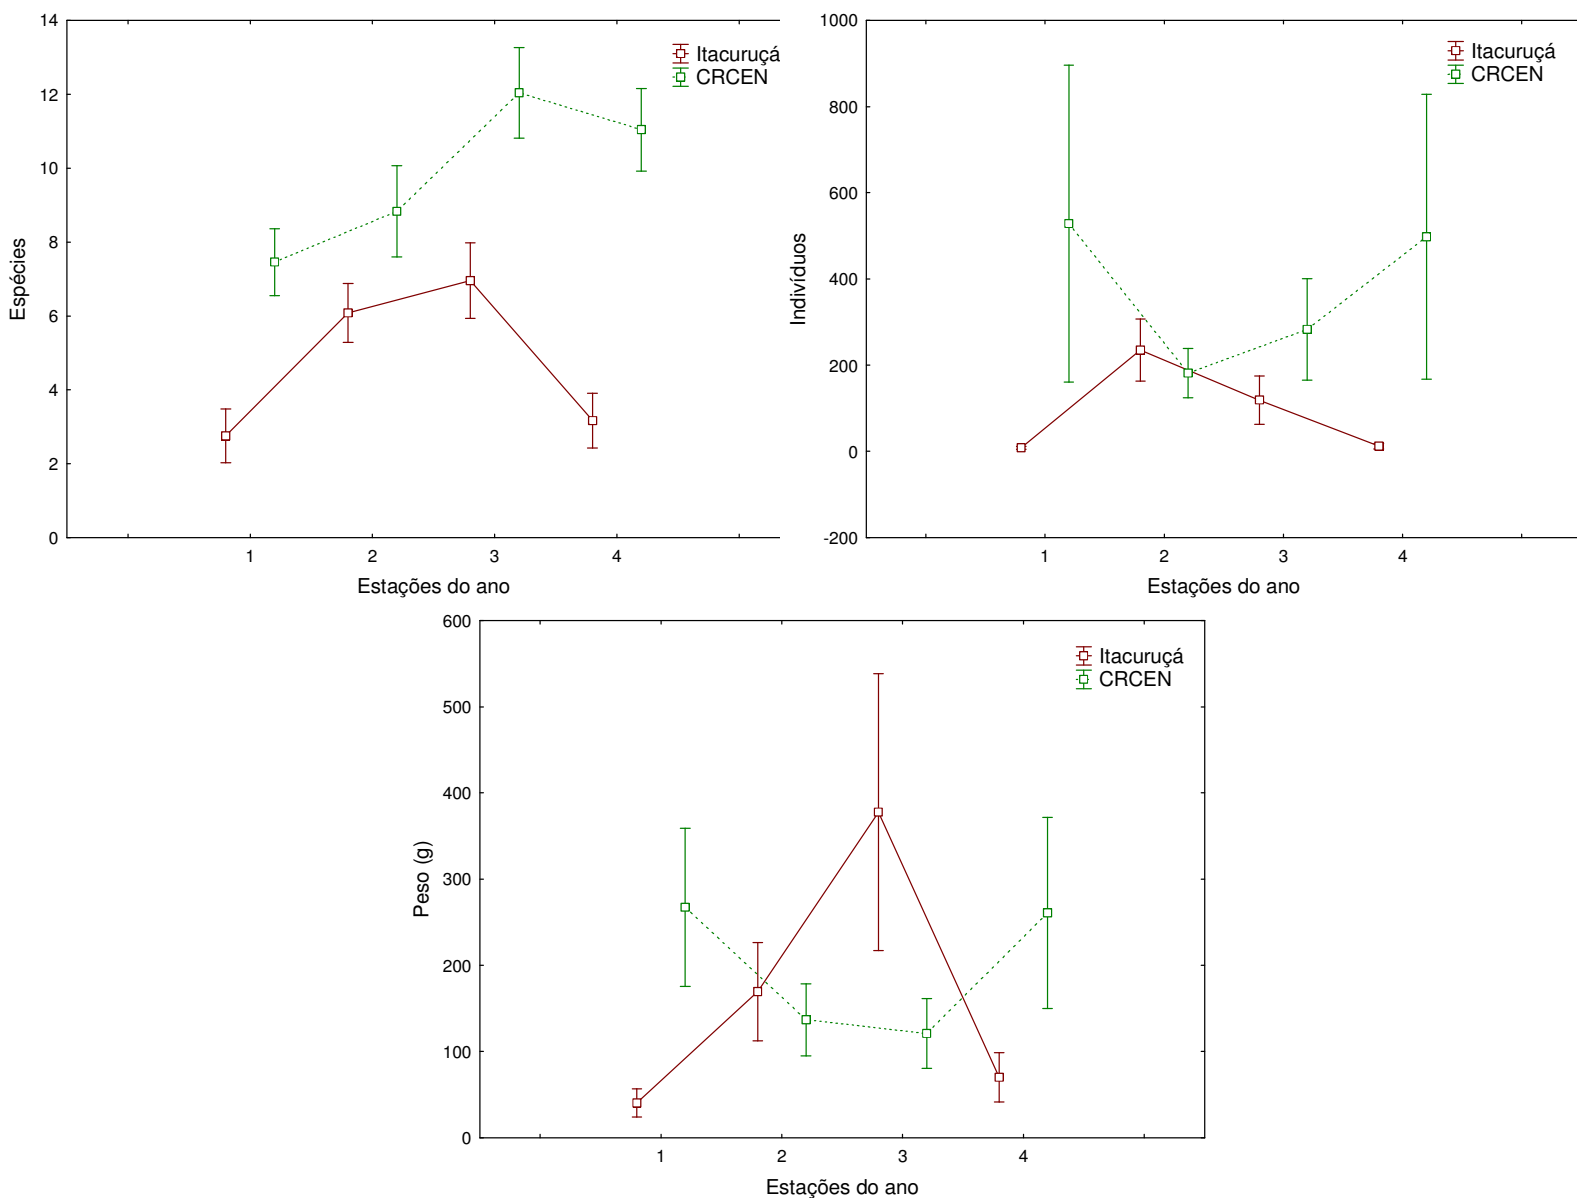 14
12
10
8
6
4
2
0
Espécies
Itacuruçá
CRCEN
1 2 3 4
Estações do ano
1000
800
600
400
200
0
-200
Indivíduos
Itacuruçá
CRCEN
1 2 3 4
Estações do ano
600
500
400
300
200
100
0
Peso (g)
Itacuruçá
CRCEN
1 2 3 4
Estações do ano